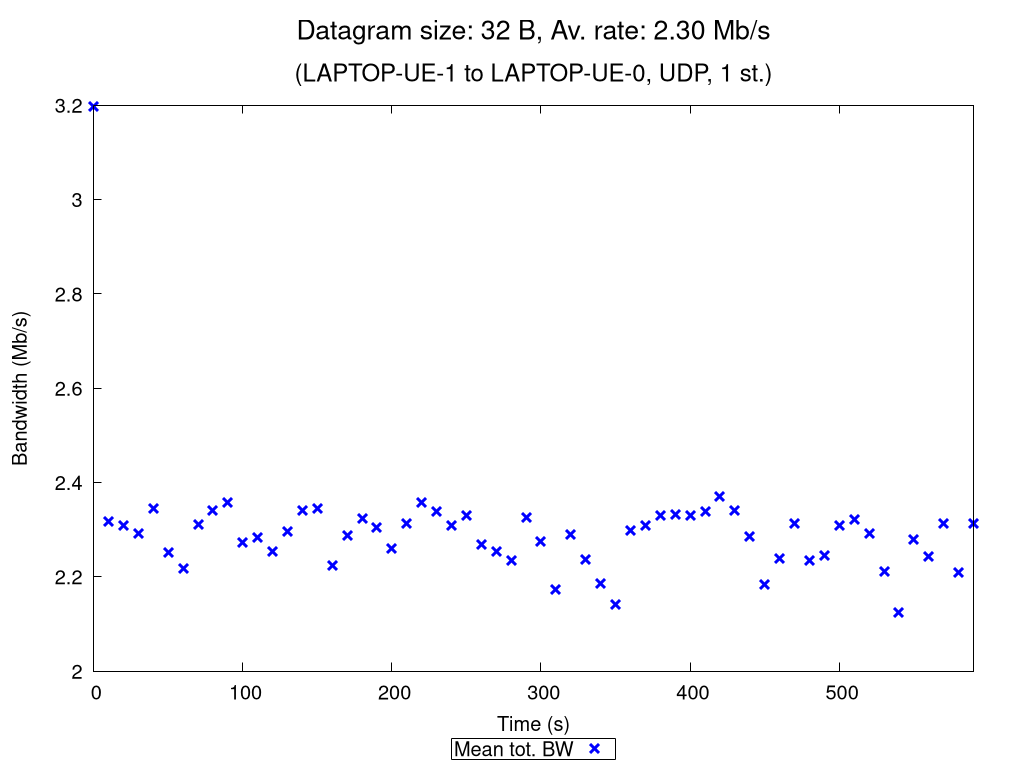 Datagram size: 32 B, Av. rate: 2.30 Mb/s
(LAPTOP-UE-1 to LAPTOP-UE-0, UDP, 1 st.)
3.2
3
2.8
2.6
2.4
2.2
2
Bandwidth (Mb/s)
0 100 200 300 400 500
Time (s)
Mean tot. BW